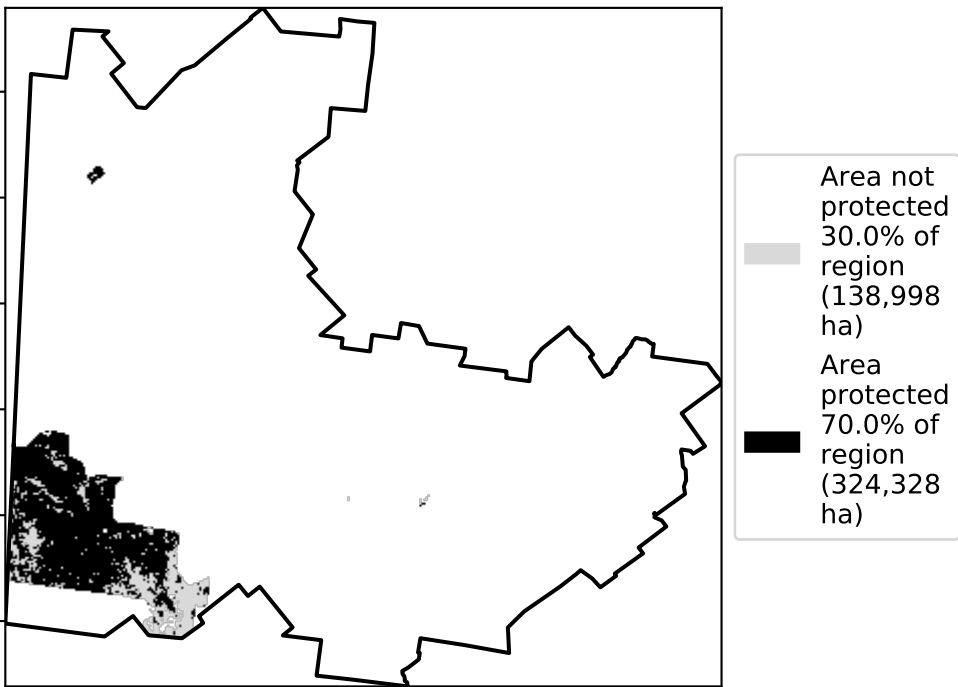 Area not
protected
30.0% of
region
(138,998
ha)
Area
protected
70.0% of
region
(324,328
ha)